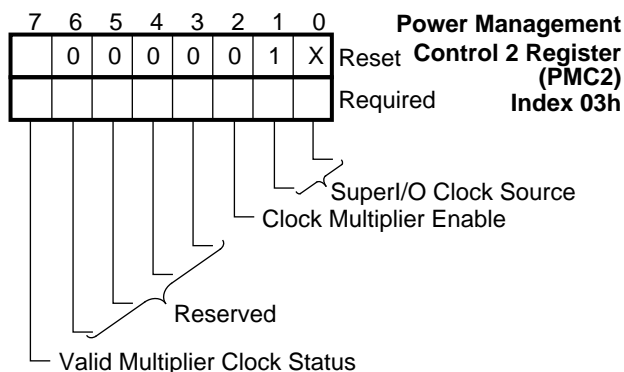 7 6 5 4 3 2 1 0
Power Management
0 0 0 0 0 1 X Reset
Control 2 Register
(PMC2)
Required
Index 03h
SuperI/O Clock Source
Clock Multiplier Enable
Reserved
Valid Multiplier Clock Status